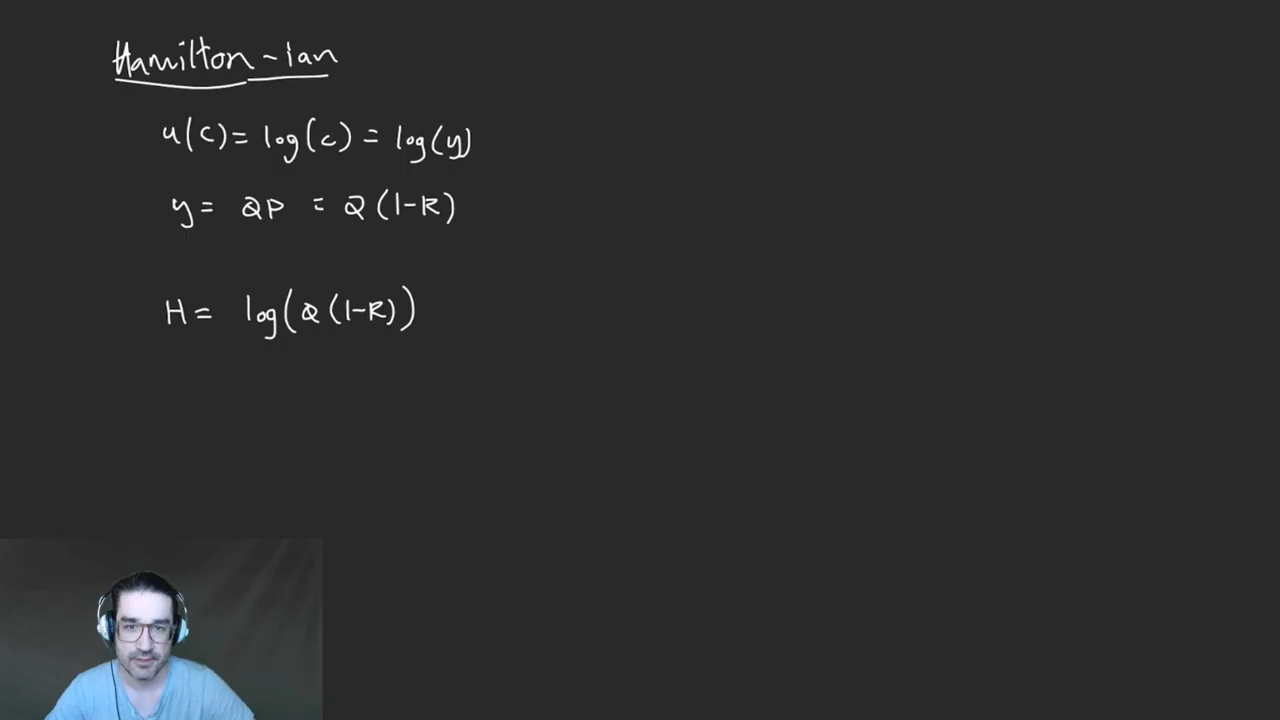 Hamilton-ian
u(c) = log(c) = log(y)
y = QP = Q(1-R)
H = log(Q(1-R))